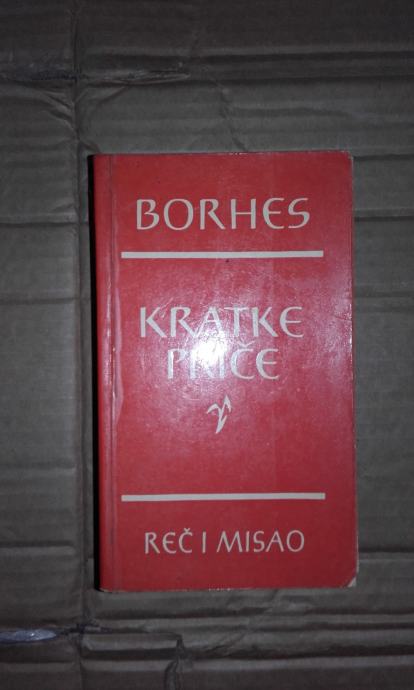 BORHES
KRATKE
PRIČE
REČ I MISAO